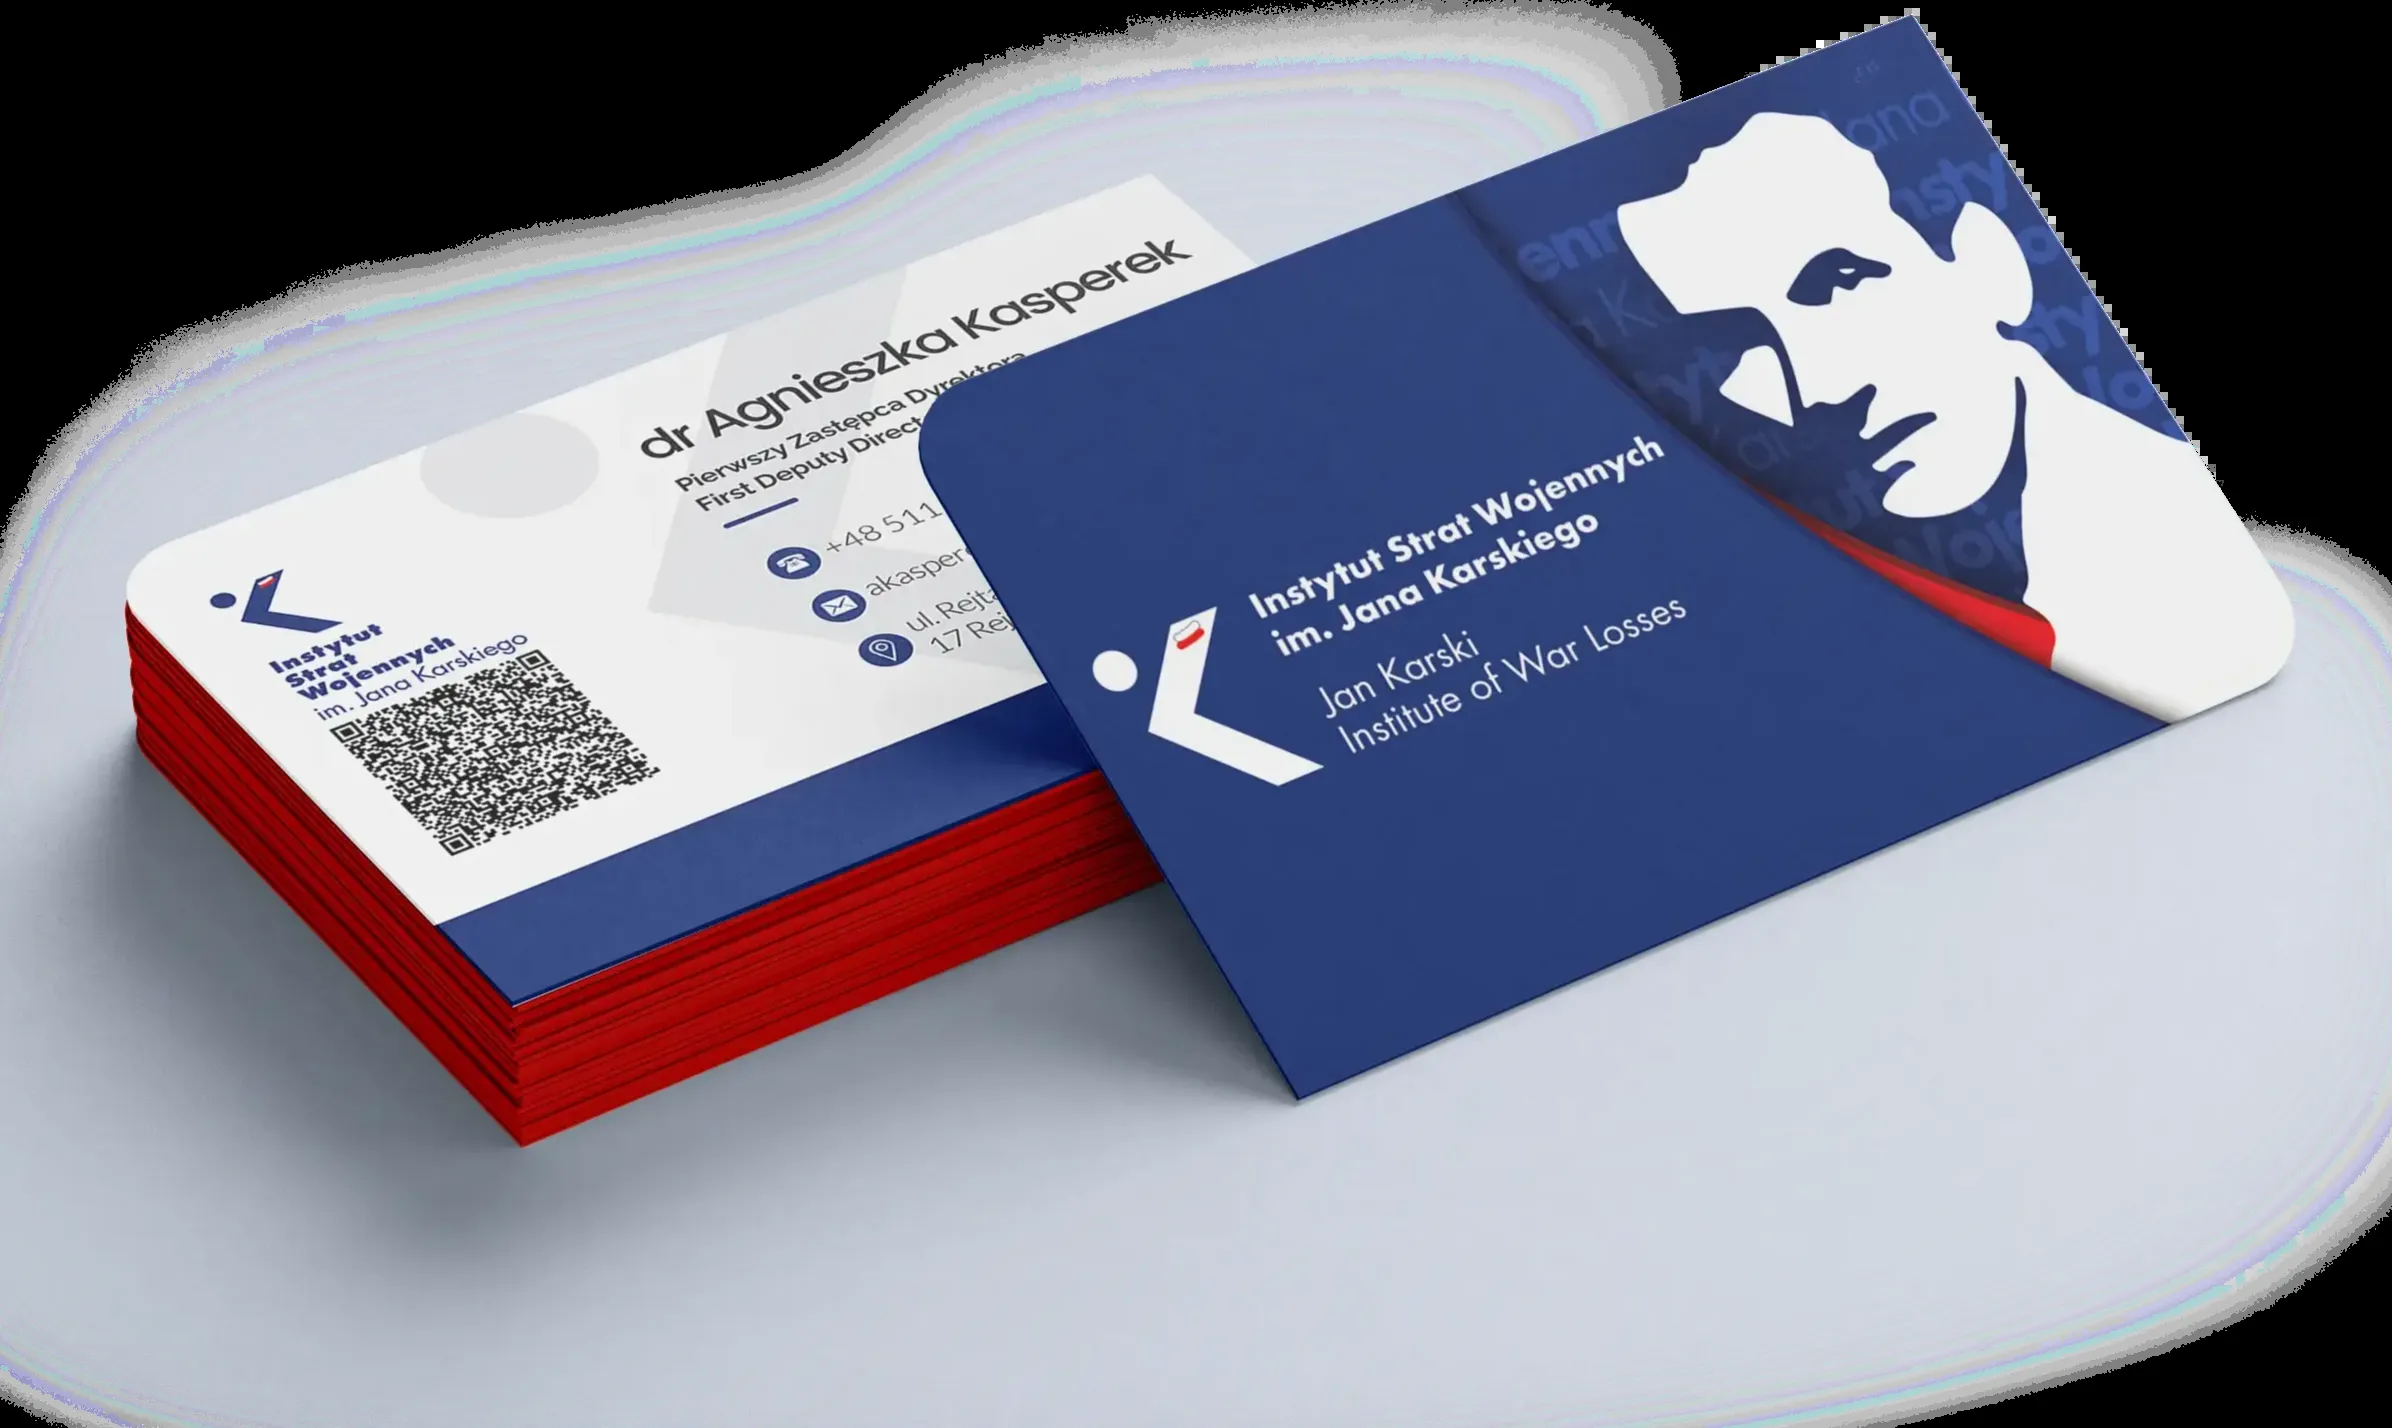 dr Agnieszka Kasperek
Pierwszy Zastępca Dyrektora
First Deputy Direct
+48 511
akaspere
ul. Rejta
17 Rej
Instytut
Strat
Wojennych
im. Jana Karskiego
Instytut Strat Wojennych
im. Jana Karskiego
Jan Karski
Institute of War Losses